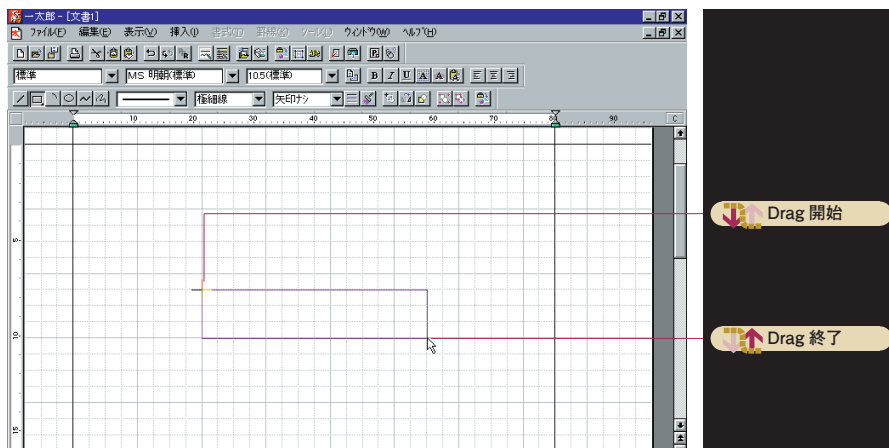 一太郎 - [文書1]
ファイル(F) 編集(E) 表示(V) 挿入(I) 書式(T) 罫線(K) ツール(L) ウィンドウ(W) ヘルプ(H)
標準 MS 明朝(標準) 10.5(標準) B I U A A
極細線 矢印ナシ
10 20 30 40 50 60 70 80 90 C
5
Drag 開始
10
Drag 終了
15